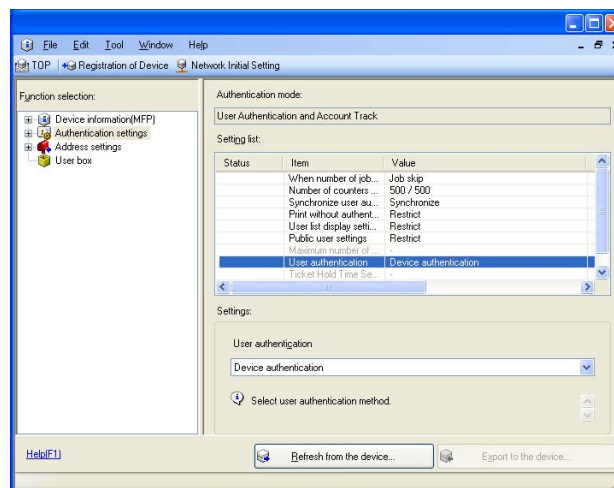 File Edit Tool Window Help
TOP Registration of Device Network Initial Setting
Function selection:
Device information(MFP)
Authentication settings
Address settings
User box
Authentication mode:
User Authentication and Account Track
Setting list:
Status Item Value
When number of job... Job skip
Number of counters ... 500 / 500
Synchronize user au... Synchronize
Print without authent... Restrict
User list display setti... Restrict
Public user settings Restrict
Maximum number of ... -
User authentication Device authentication
Ticket Hold Time Se... -
Settings:
User authentication
Device authentication
Select user authentication method.
Help(F1)
Refresh from the device...
Export to the device...